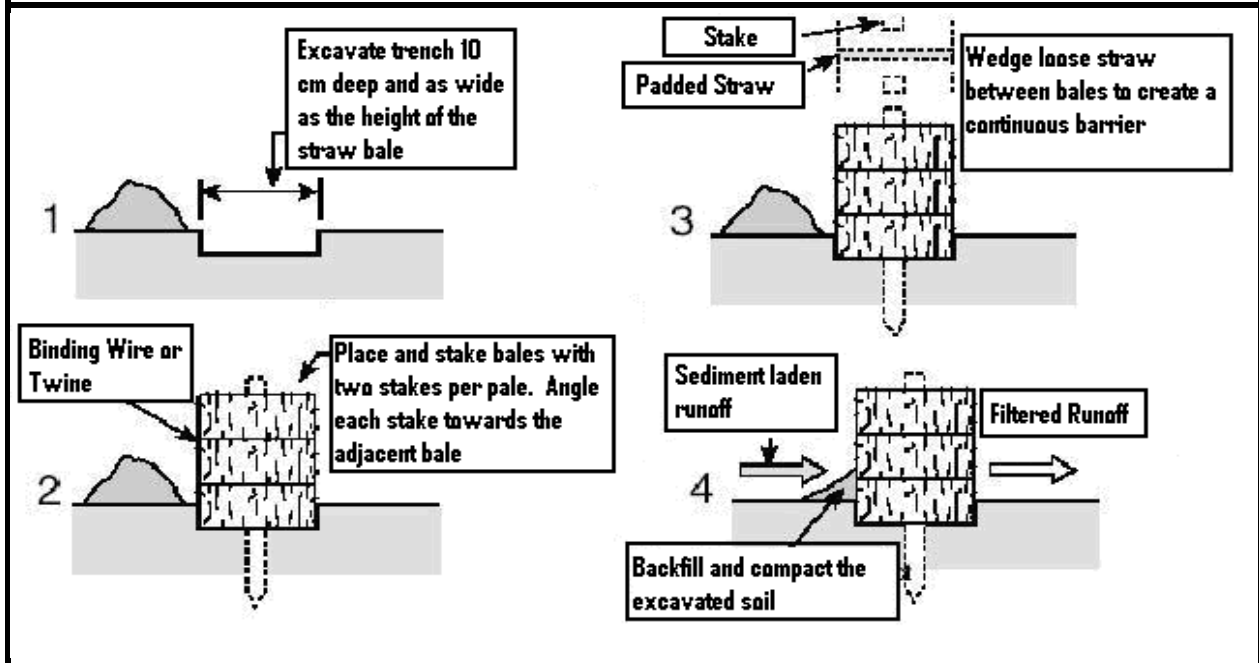 1
Excavate trench 10
cm deep and as wide
as the height of the
straw bale
2
Binding Wire or
Twine
Place and stake bales with
two stakes per pale. Angle
each stake towards the
adjacent bale
3
Stake
Padded Straw
Wedge loose straw
between bales to create a
continuous barrier
4
Sediment laden
runoff
Filtered Runoff
Backfill and compact the
excavated soil